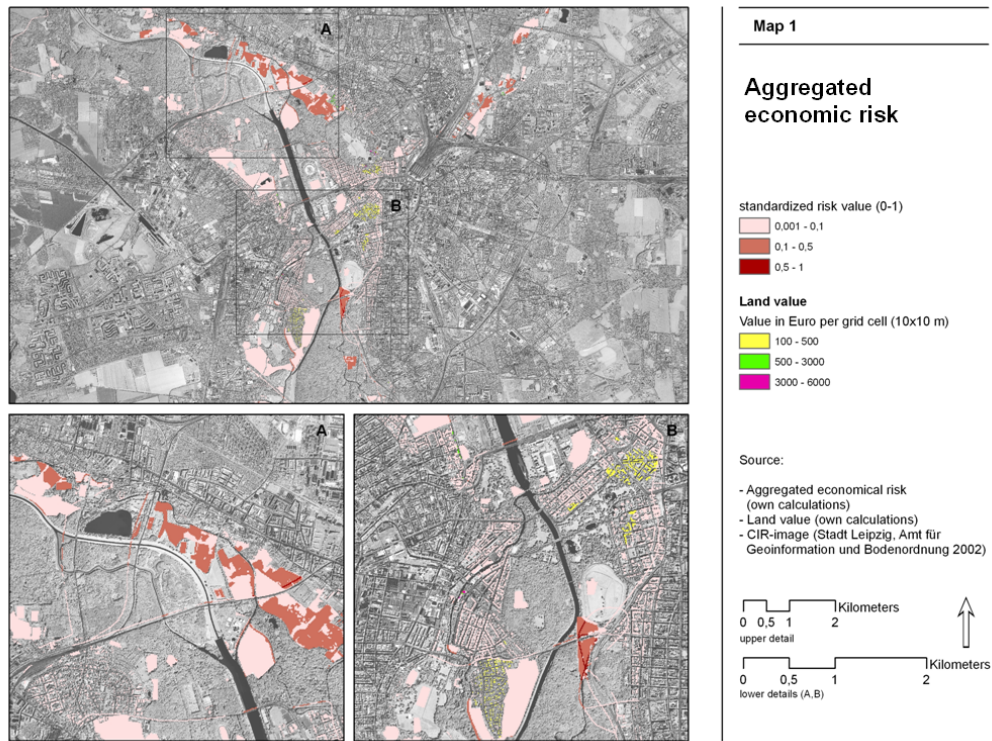 A
B
A
B
Map 1
Aggregated
economic risk
standardized risk value (0-1)
0,001 - 0,1
0,1 - 0,5
0,5 - 1
Land value
Value in Euro per grid cell (10x10 m)
100 - 500
500 - 3000
3000 - 6000
Source:
- Aggregated economical risk
(own calculations)
- Land value (own calculations)
- CIR-image (Stadt Leipzig, Amt für
Geoinformation und Bodenordnung 2002)
Kilometers
0 0,5 1 2
upper detail
Kilometers
0 0,5 1 2
lower details (A,B)